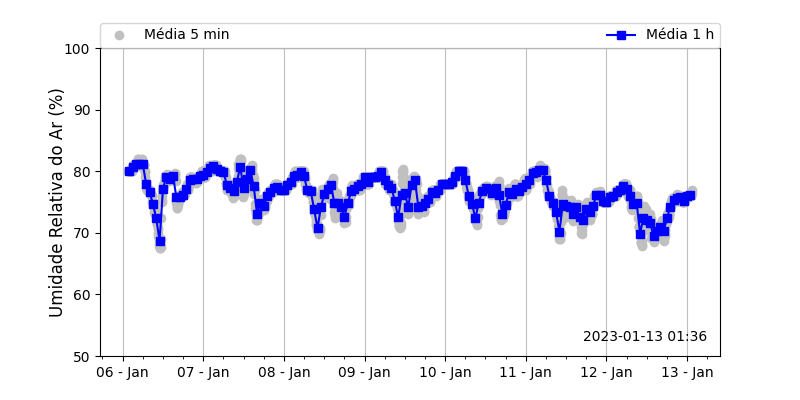 Média 5 min
Média 1 h
Umidade Relativa do Ar (%)
100
90
80
70
60
50
2023-01-13 01:36
06 - Jan
07 - Jan
08 - Jan
09 - Jan
10 - Jan
11 - Jan
12 - Jan
13 - Jan